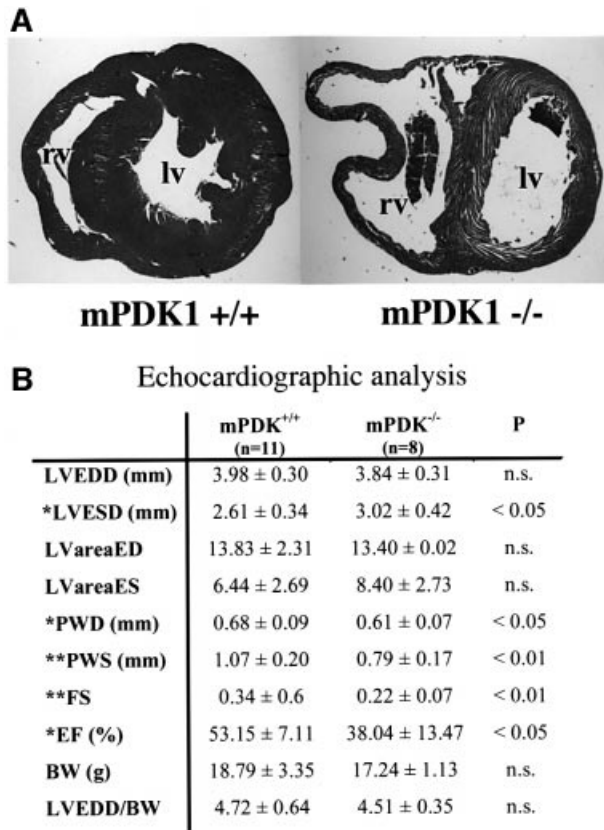 A
rv
lv
rv
lv
mPDK1 +/+
mPDK1 -/-
B
Echocardiographic analysis
mPDK+/+ mPDK-/- P
(n=11) (n=8)
LVEDD (mm) 3.98 ± 0.30 3.84 ± 0.31 n.s.
*LVESD (mm) 2.61 ± 0.34 3.02 ± 0.42 < 0.05
LVareaED 13.83 ± 2.31 13.40 ± 0.02 n.s.
LVareaES 6.44 ± 2.69 8.40 ± 2.73 n.s.
*PWD (mm) 0.68 ± 0.09 0.61 ± 0.07 < 0.05
**PWS (mm) 1.07 ± 0.20 0.79 ± 0.17 < 0.01
**FS 0.34 ± 0.6 0.22 ± 0.07 < 0.01
*EF (%) 53.15 ± 7.11 38.04 ± 13.47 < 0.05
BW (g) 18.79 ± 3.35 17.24 ± 1.13 n.s.
LVEDD/BW 4.72 ± 0.64 4.51 ± 0.35 n.s.